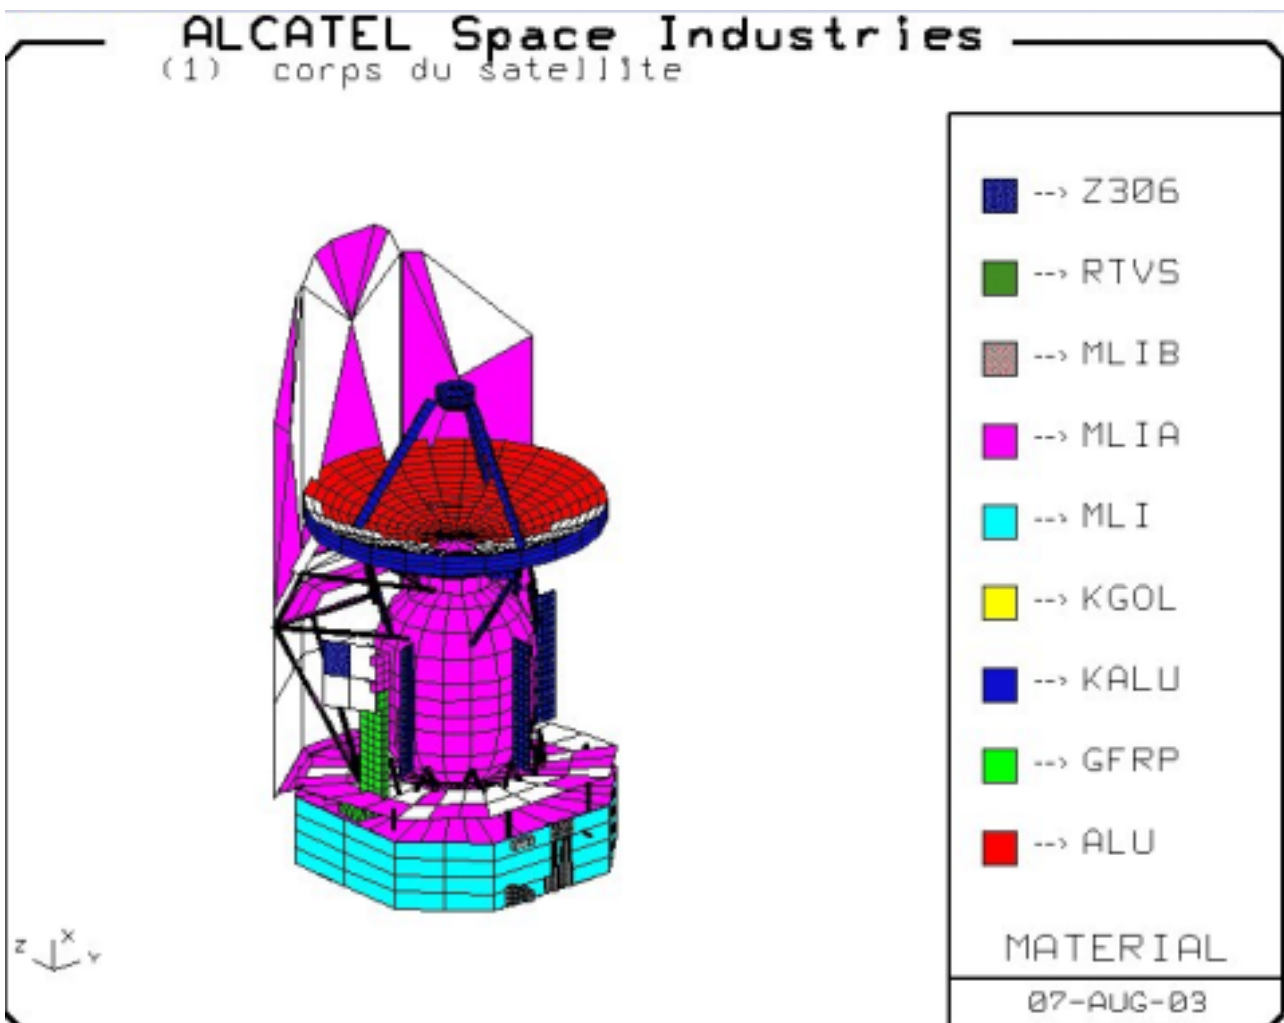 ALCATEL Space Industries
(1) corps du satellite
--> Z306
--> RTVS
--> MLIB
--> MLIA
--> MLI
--> KGOL
--> KALU
--> GFRP
--> ALU
MATERIAL
07-AUG-03
Z X Y